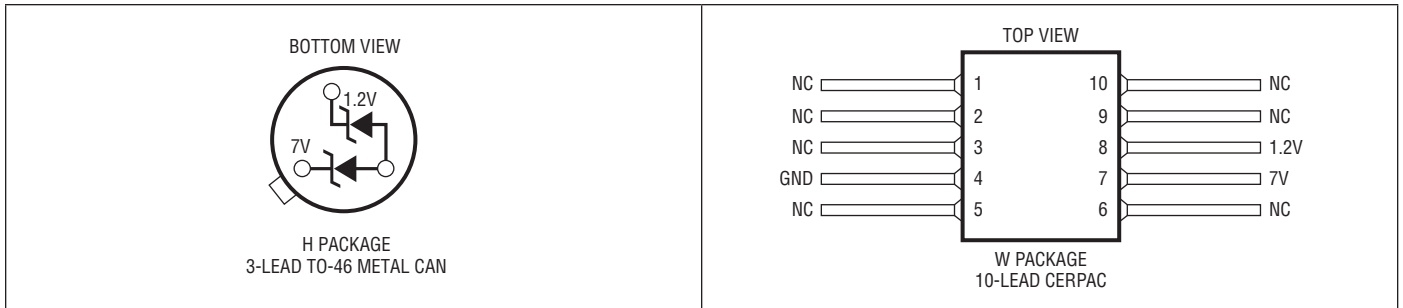 BOTTOM VIEW
1.2V
7V
H PACKAGE
3-LEAD TO-46 METAL CAN
TOP VIEW
NC 1 10 NC
NC 2 9 NC
NC 3 8 1.2V
GND 4 7 7V
NC 5 6 NC
W PACKAGE
10-LEAD CERPAC